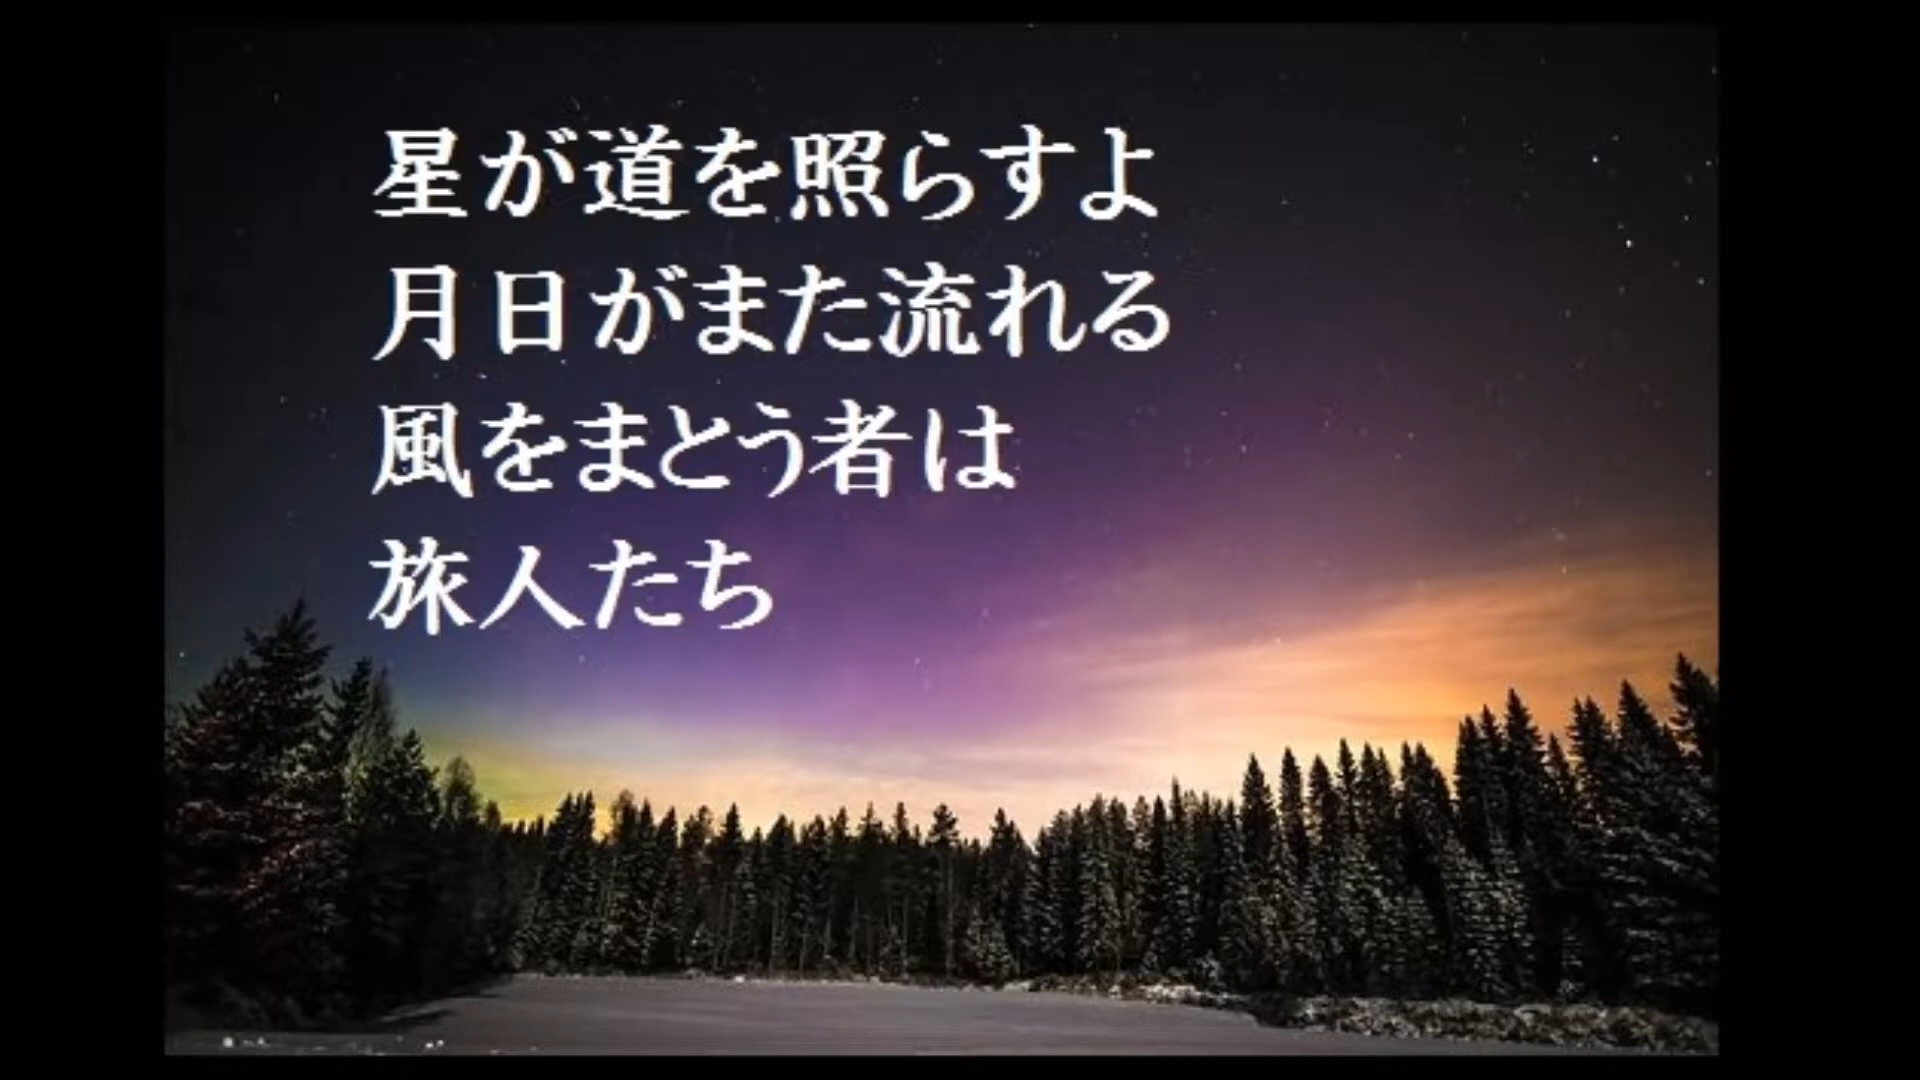 星が道を照らすよ
月日がまた流れる
風をまとう者は
旅人たち